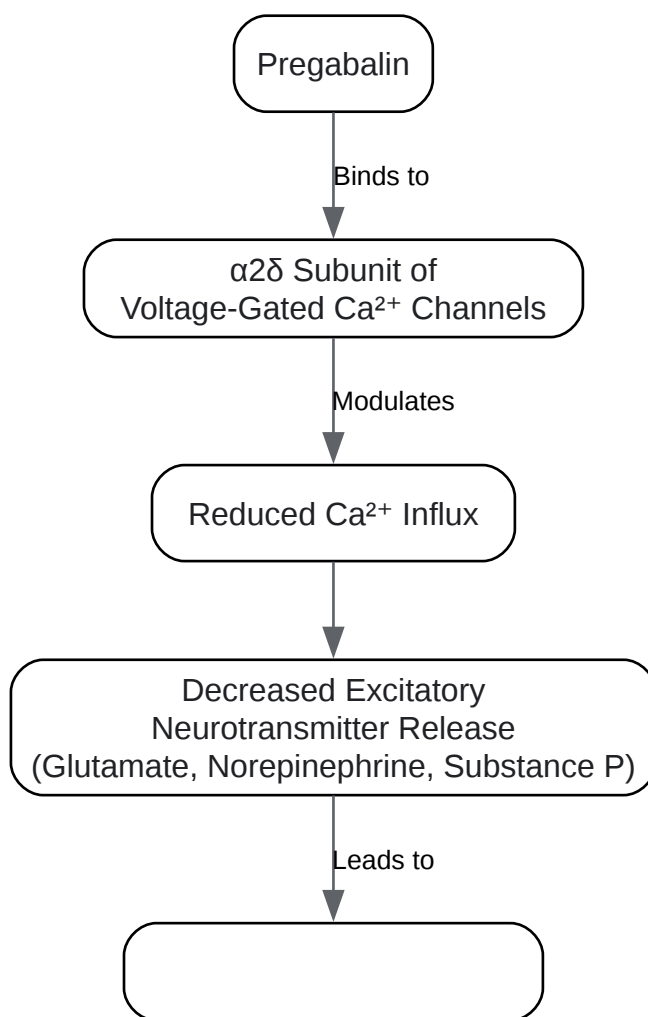 Pregabalin
Binds to
α2δ Subunit of
Voltage-Gated Ca²⁺ Channels
Modulates
Reduced Ca²⁺ Influx
Decreased Excitatory
Neurotransmitter Release
(Glutamate, Norepinephrine, Substance P)
Leads to